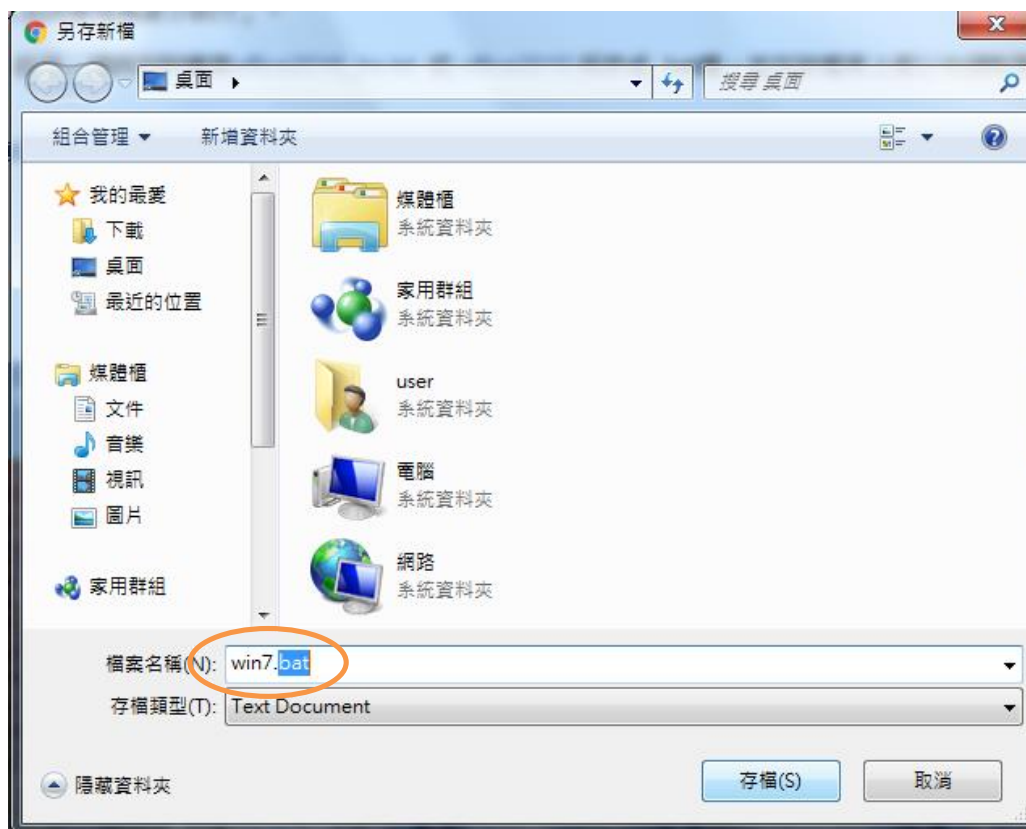 另存新檔
桌面
搜尋 桌面
組合管理
新增資料夾
我的最愛
下載
桌面
最近的位置
媒體櫃
文件
音樂
視訊
圖片
家用群組
媒體櫃
系統資料夾
家用群組
系統資料夾
user
系統資料夾
電腦
系統資料夾
網路
系統資料夾
檔案名稱(N): win7.bat
存檔類型(T): Text Document
隱藏資料夾
存檔(S)
取消